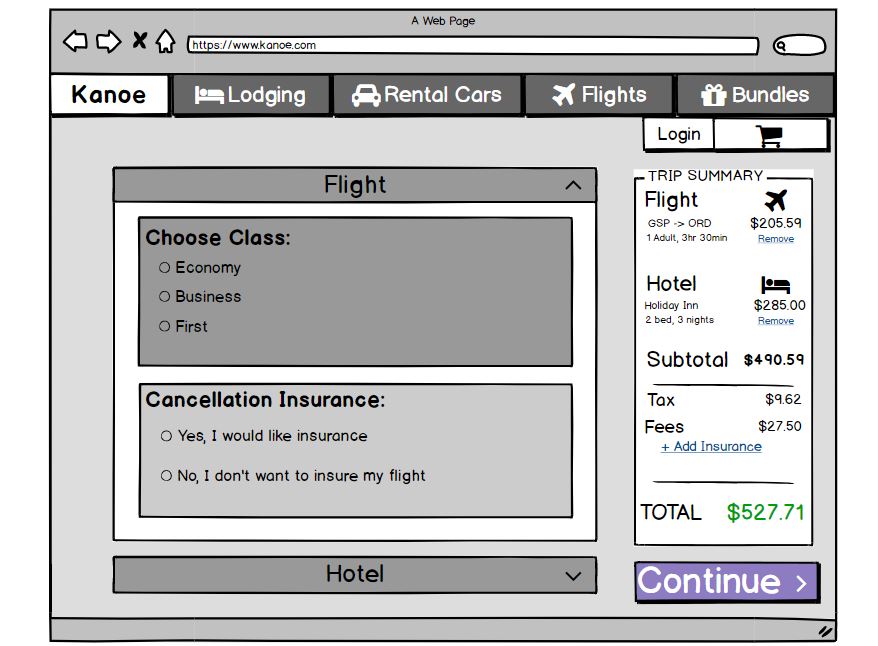 A Web Page
https://www.kanoe.com
Kanoe
Lodging
Rental Cars
Flights
Bundles
Login
Flight
Choose Class:
Economy
Business
First
Cancellation Insurance:
Yes, I would like insurance
No, I don't want to insure my flight
Hotel
TRIP SUMMARY
Flight
GSP -> ORD $205.59
1 Adult, 3hr 30min Remove
Hotel
Holiday Inn $285.00
2 bed, 3 nights Remove
Subtotal $490.59
Tax $9.62
Fees $27.50
+ Add Insurance
TOTAL $527.71
Continue >